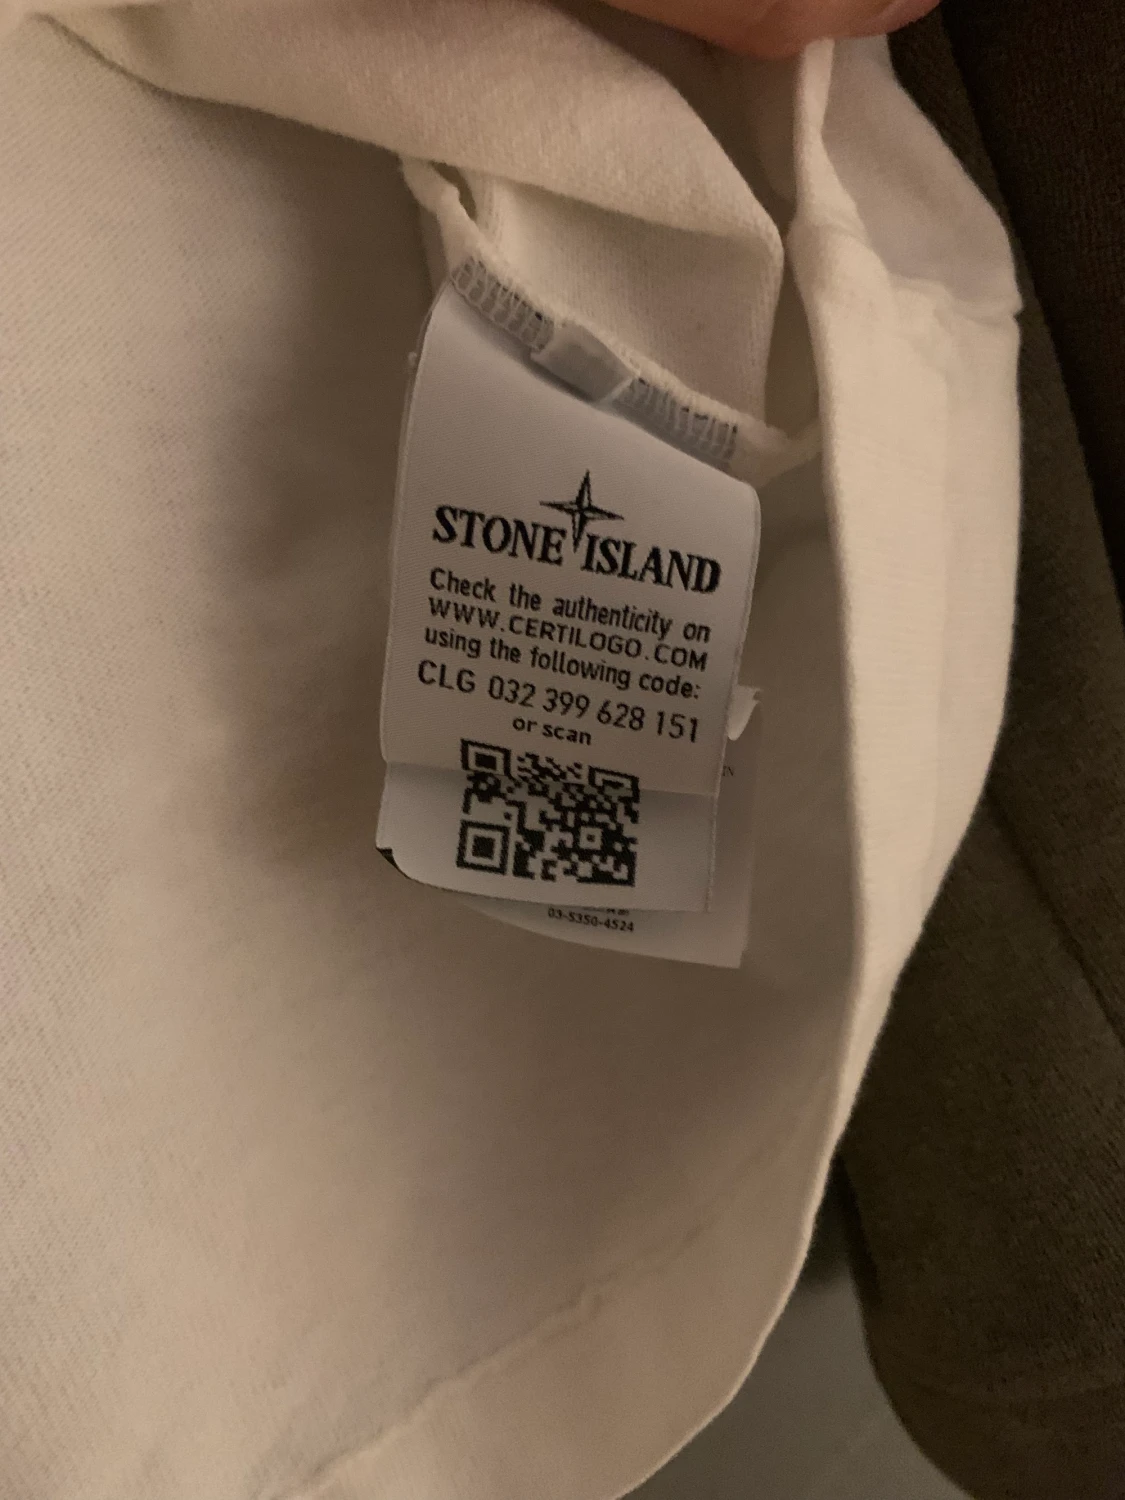 STONE ISLAND
Check the authenticity on
WWW.CERTILOGO.COM
using the following code:
CLG 032 399 628 151
or scan
03-5350-4524